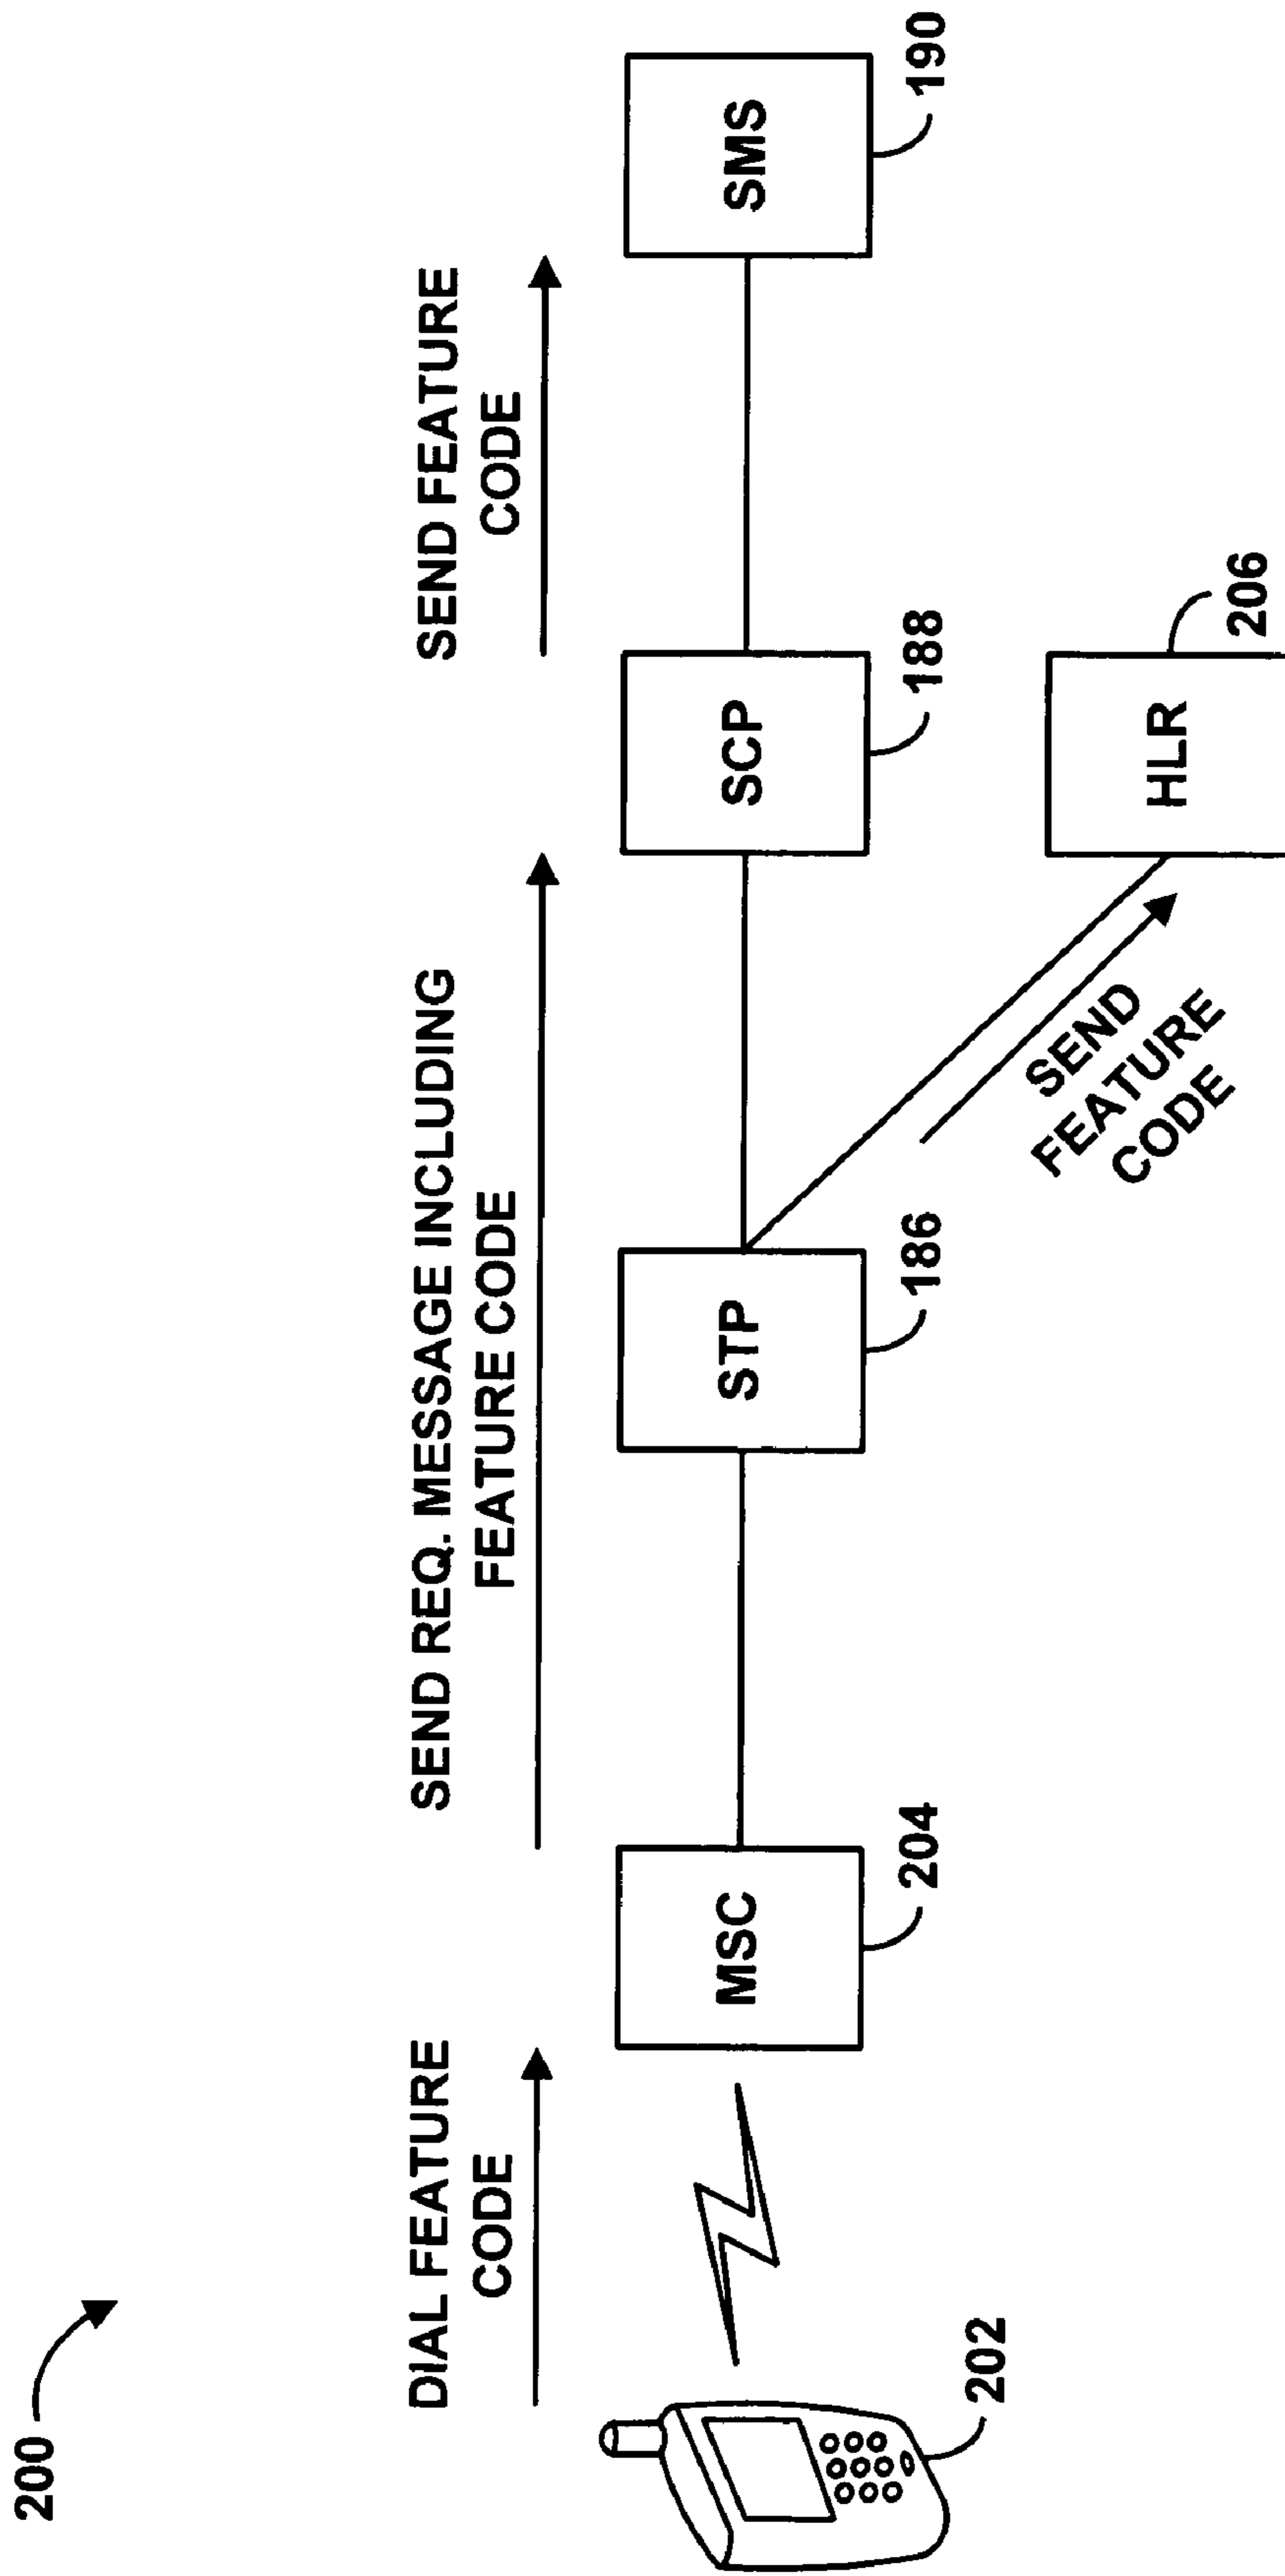 200
DIAL FEATURE
CODE
SEND REQ. MESSAGE INCLUDING
FEATURE CODE
SEND FEATURE
CODE
202
MSC
204
STP
186
SCP
188
SMS
190
SEND
FEATURE
CODE
HLR
206